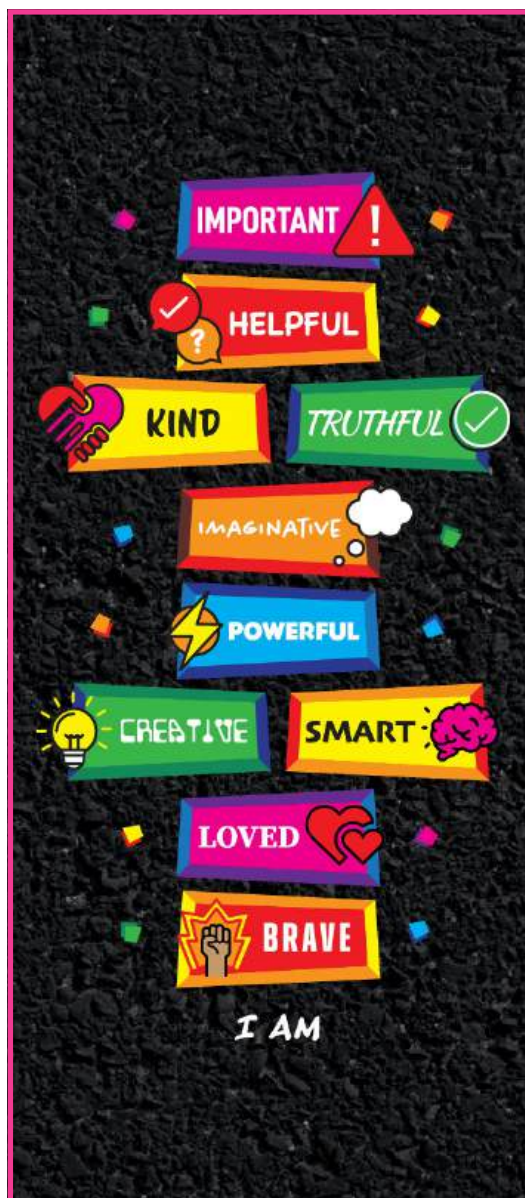 IMPORTANT
HELPFUL
KIND TRUTHFUL
IMAGINATIVE
POWERFUL
CREATIVE SMART
LOVED
BRAVE
I AM